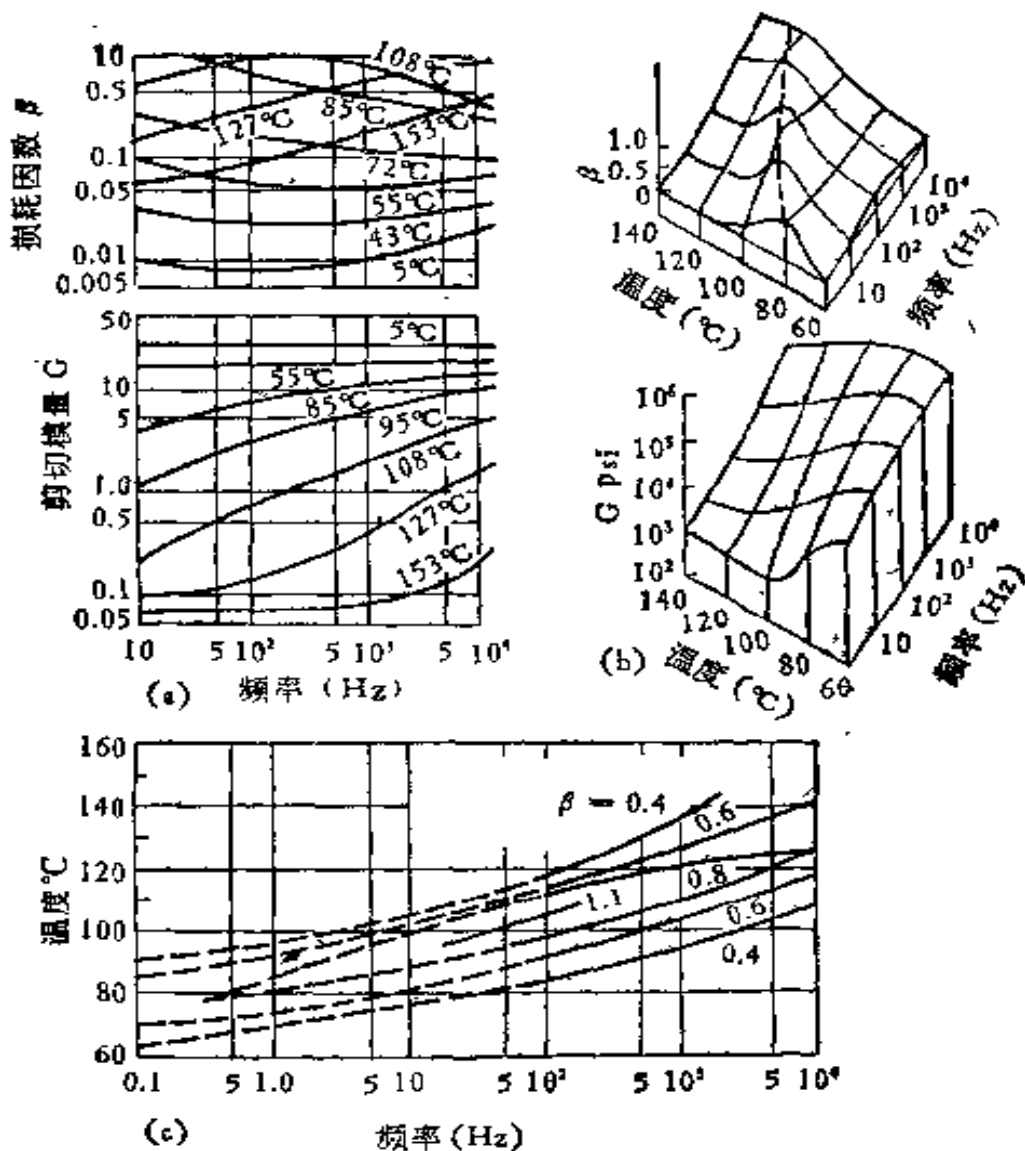 损耗因数 β
10
0.5
0.1
0.05
0.01
0.005
108℃
85℃
127℃
153℃
72℃
55℃
43℃
5℃
剪切模量 G
50
10
5
1.0
0.5
0.1
0.05
5℃
55℃
85℃
95℃
108℃
127℃
153℃
10 5 10² 5 10³ 5 10⁴
(a) 频率 (Hz)
β
1.0
0.5
0
140 120 100 80 60
温度 (℃)
10 10² 10³ 10⁴
频率 (Hz)
G psi
10⁶
10⁵
10⁴
10³
10²
140 120 100 80 60
(b) 温度 (℃)
10 10² 10³ 10⁴
频率 (Hz)
温度℃
160
140
120
100
80
60
β = 0.4
0.6
0.8
1.1
0.6
0.4
0.1 5 1.0 5 10 5 10² 5 10³ 5 10⁴
(c) 频率 (Hz)